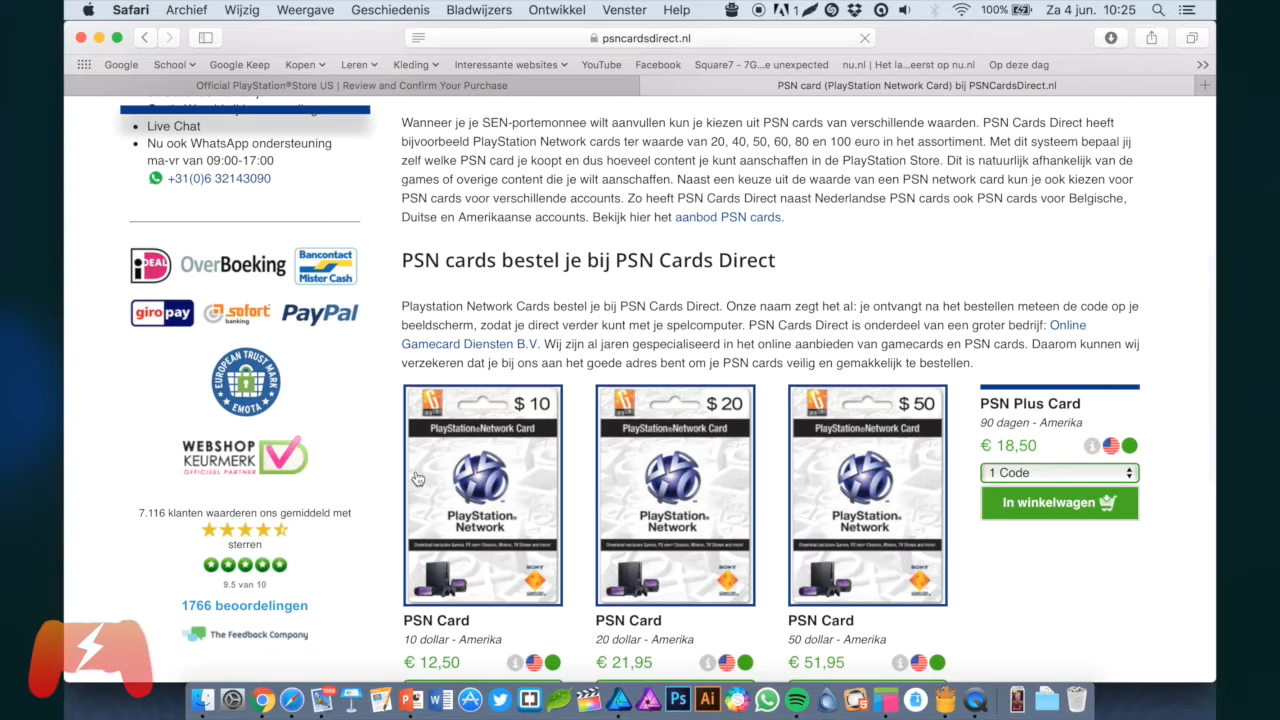 Safari Archief Wijzig Weergave Geschiedenis Bladwijzers Ontwikkel Venster Help 1 100% Za 4 jun. 10:25
psncardsdirect.nl
Google School Google Keep Kopen Leren Kleding Interessante websites YouTube Facebook Square7 - 7G...e unexpected nu.nl | Het la...eerst op nu.nl Op deze dag
Official PlayStation®Store US | Review and Confirm Your Purchase
PSN card (PlayStation Network Card) bij PSNCardsDirect.nl
Live Chat
Nu ook WhatsApp ondersteuning
ma-vr van 09:00-17:00
+31(0)6 32143090
iDEAL OverBoeking Bancontact
Mister Cash
giropay sofort
banking PayPal
EUROPEAN TRUST MARK
EMOTA
WEBSHOP
KEURMERK
OFFICIEEL PARTNER
7.116 klanten waarderen ons gemiddeld met
sterren
9.5 van 10
1766 beoordelingen
The Feedback Company
Wanneer je je SEN-portemonnee wilt aanvullen kun je kiezen uit PSN cards van verschillende waarden. PSN Cards Direct heeft
bijvoorbeeld PlayStation Network cards ter waarde van 20, 40, 50, 60, 80 en 100 euro in het assortiment. Met dit systeem bepaal jij
zelf welke PSN card je koopt en dus hoeveel content je kunt aanschaffen in de PlayStation Store. Dit is natuurlijk afhankelijk van de
games of overige content die je wilt aanschaffen. Naast een keuze uit de waarde van een PSN network card kun je ook kiezen voor
PSN cards voor verschillende accounts. Zo heeft PSN Cards Direct naast Nederlandse PSN cards ook PSN cards voor Belgische,
Duitse en Amerikaanse accounts. Bekijk hier het aanbod PSN cards.
PSN cards bestel je bij PSN Cards Direct
Playstation Network Cards bestel je bij PSN Cards Direct. Onze naam zegt het al: je ontvangt na het bestellen meteen de code op je
beeldscherm, zodat je direct verder kunt met je spelcomputer. PSN Cards Direct is onderdeel van een groter bedrijf: Online
Gamecard Diensten B.V. Wij zijn al jaren gespecialiseerd in het online aanbieden van gamecards en PSN cards. Daarom kunnen wij
verzekeren dat je bij ons aan het goede adres bent om je PSN cards veilig en gemakkelijk te bestellen.
$ 10
PlayStation®Network Card
PlayStation®
Network
SONY
PSN Card
10 dollar - Amerika
€ 12,50
$ 20
PlayStation®Network Card
PlayStation®
Network
SONY
PSN Card
20 dollar - Amerika
€ 21,95
$ 50
PlayStation®Network Card
PlayStation®
Network
SONY
PSN Card
50 dollar - Amerika
€ 51,95
PSN Plus Card
90 dagen - Amerika
€ 18,50
1 Code
In winkelwagen
Ps Ai